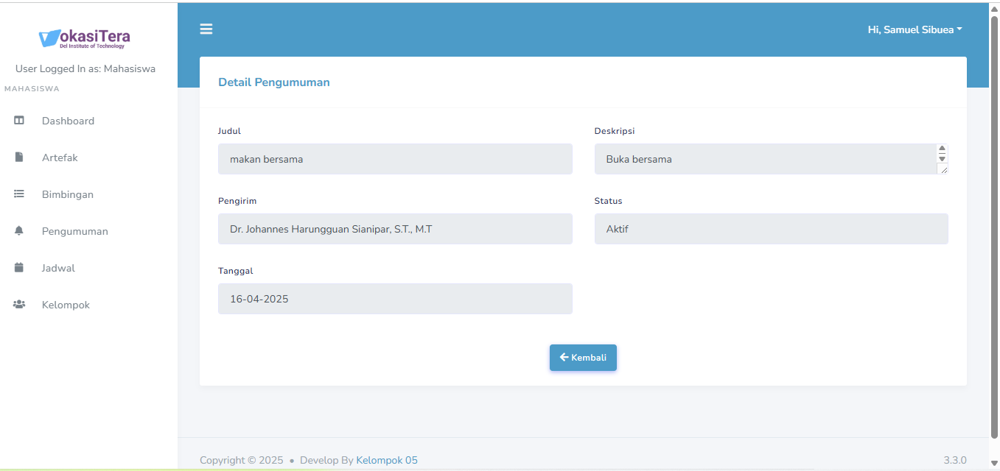 okasiTera
Del Institute of Technology
User Logged In as: Mahasiswa
MAHASISWA
Dashboard
Artefak
Bimbingan
Pengumuman
Jadwal
Kelompok
Hi, Samuel Sibuea
Detail Pengumuman
Judul
makan bersama
Deskripsi
Buka bersama
Pengirim
Dr. Johannes Harungguan Sianipar, S.T., M.T
Status
Aktif
Tanggal
16-04-2025
Kembali
Copyright © 2025 • Develop By Kelompok 05
3.3.0